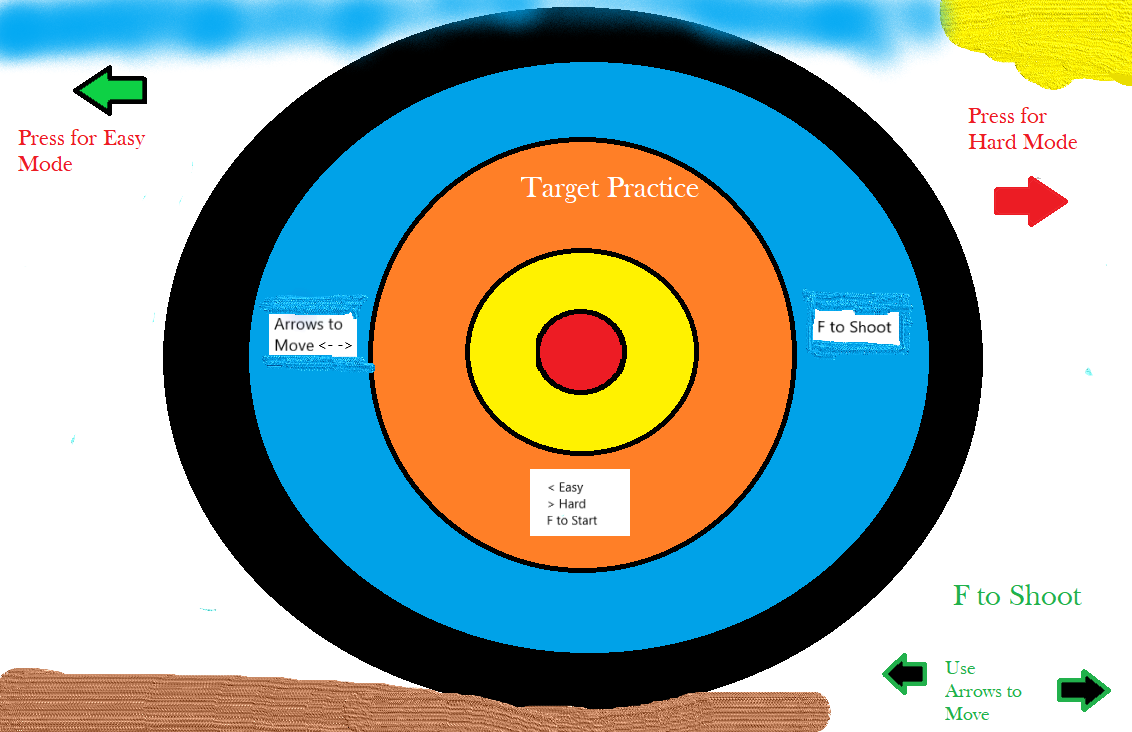 Press for Easy
Mode
Press for
Hard Mode
Target Practice
Arrows to
Move <- ->
F to Shoot
< Easy
> Hard
F to Start
F to Shoot
Use
Arrows to
Move